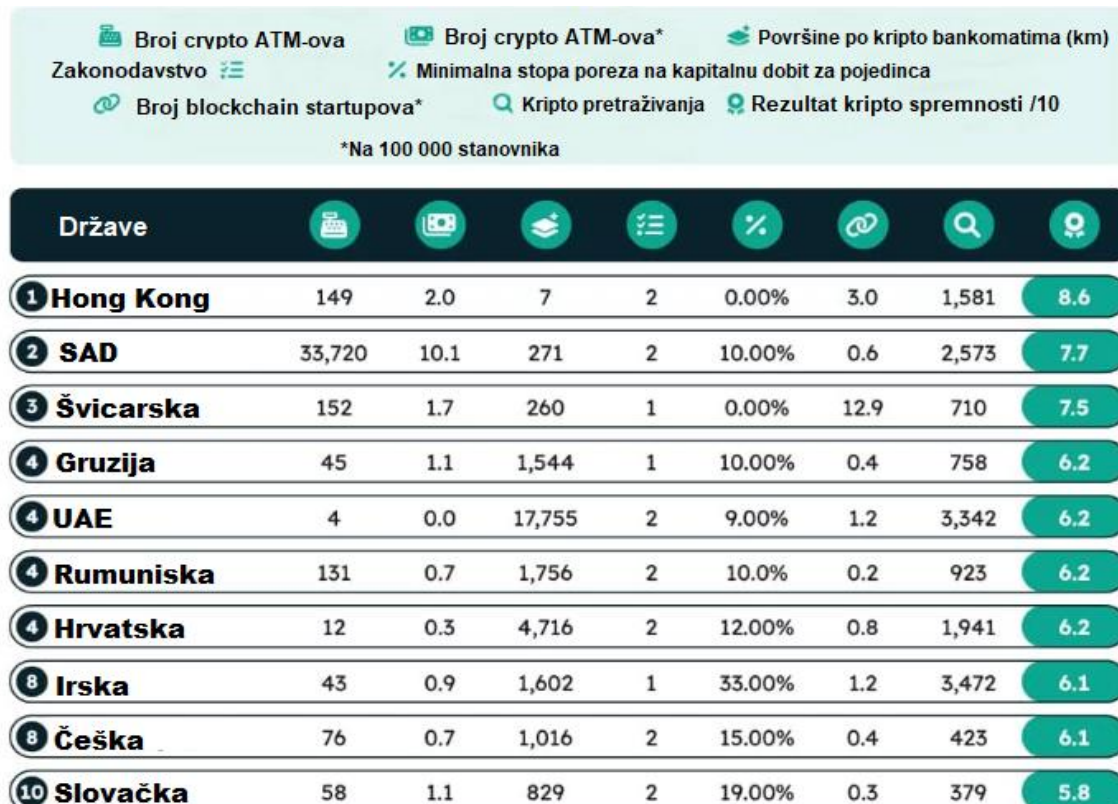 Broj crypto ATM-ova Broj crypto ATM-ova* Površine po kripto bankomatima (km)
Zakonodavstvo Minimalna stopa poreza na kapitalnu dobit za pojedinca
Broj blockchain startupova* Kripto pretraživanja Rezultat kripto spremnosti /10
*Na 100 000 stanovnika
Države
1 Hong Kong 149 2.0 7 2 0.00% 3.0 1,581 8.6
2 SAD 33,720 10.1 271 2 10.00% 0.6 2,573 7.7
3 Švicarska 152 1.7 260 1 0.00% 12.9 710 7.5
4 Gruzija 45 1.1 1,544 1 10.00% 0.4 758 6.2
4 UAE 4 0.0 17,755 2 9.00% 1.2 3,342 6.2
4 Rumuniska 131 0.7 1,756 2 10.0% 0.2 923 6.2
4 Hrvatska 12 0.3 4,716 2 12.00% 0.8 1,941 6.2
8 Irska 43 0.9 1,602 1 33.00% 1.2 3,472 6.1
8 Češka 76 0.7 1,016 2 15.00% 0.4 423 6.1
10 Slovačka 58 1.1 829 2 19.00% 0.3 379 5.8